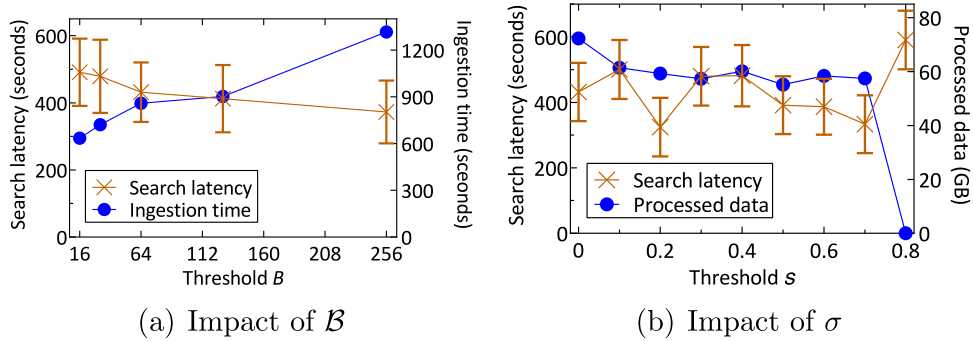 600
400
200
0
Search latency (seconds)
1200
900
600
300
0
Ingestion time (sceonds)
Search latency
Ingestion time
16 64 112 160 208 256
Threshold B
(a) Impact of 𝓑
600
400
200
0
Search latency (seconds)
80
60
40
20
0
Processed data (GB)
Search latency
Processed data
0 0.2 0.4 0.6 0.8
Threshold s
(b) Impact of σ